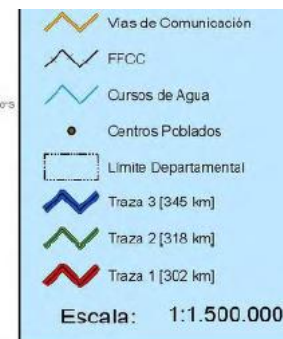 Vías de Comunicación
FFCC
Cursos de Agua
Centros Poblados
Límite Departamental
Traza 3 [345 km]
Traza 2 [318 km]
Traza 1 [302 km]
Escala: 1:1.500.000